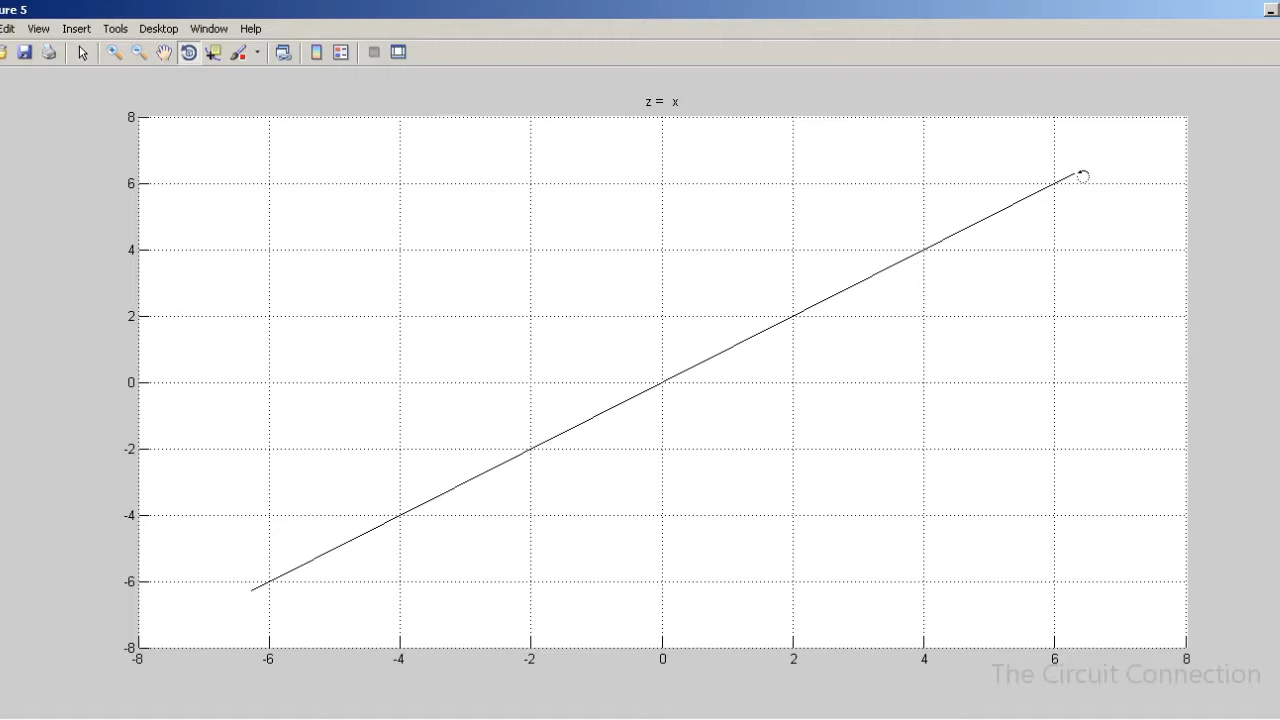 ure 5
Edit View Insert Tools Desktop Window Help
z = x
8
6
4
2
0
-2
-4
-6
-8
-8 -6 -4 -2 0 2 4 6 8
The Circuit Connection